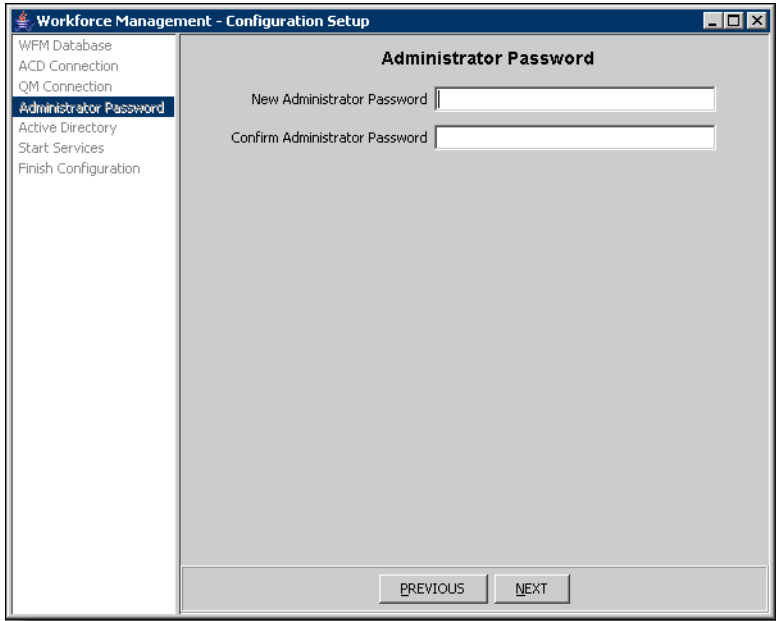 Workforce Management - Configuration Setup
WFM Database
ACD Connection
QM Connection
Administrator Password
Active Directory
Start Services
Finish Configuration
Administrator Password
New Administrator Password
Confirm Administrator Password
PREVIOUS
NEXT